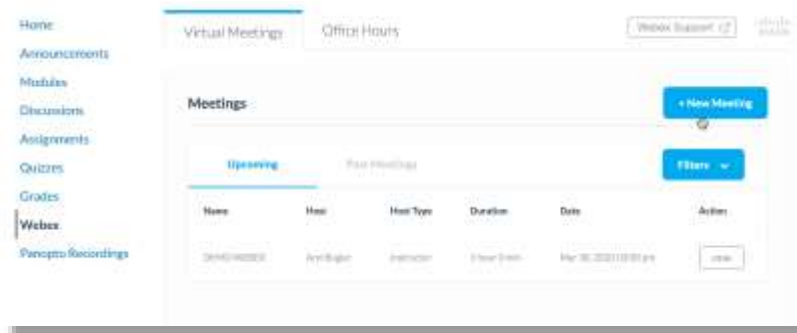 Home
Announcements
Modules
Discussions
Assignments
Quizzes
Grades
Webex
Panopto Recordings
Virtual Meetings Office Hours
Webex Support
Meetings
+ New Meeting
Upcoming Past Meetings
Filters
Name Host Host Type Duration Date Action
Instructor